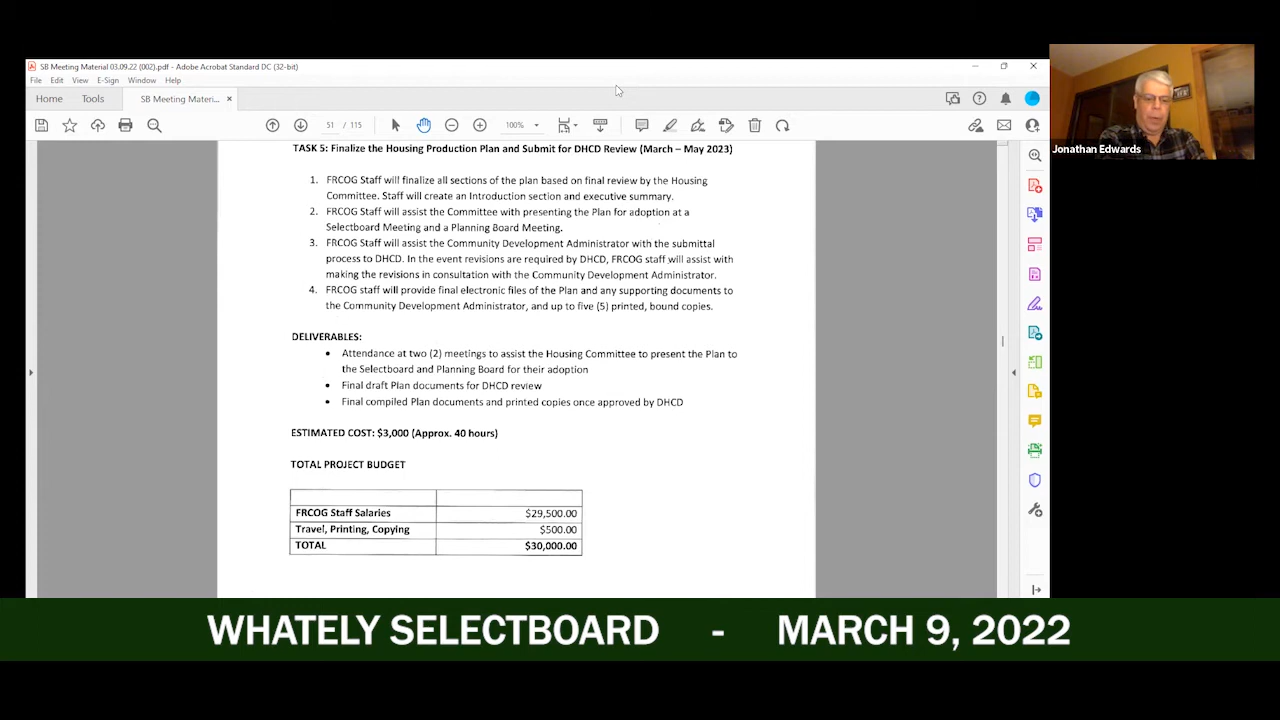 SB Meeting Material 03.09.22 (002).pdf - Adobe Acrobat Standard DC (32-bit)
File Edit View E-Sign Window Help
Home Tools SB Meeting Materi... ×
51 / 115 100%
TASK 5: Finalize the Housing Production Plan and Submit for DHCD Review (March – May 2023)
1. FRCOG Staff will finalize all sections of the plan based on final review by the Housing
Committee. Staff will create an Introduction section and executive summary.
2. FRCOG Staff will assist the Committee with presenting the Plan for adoption at a
Selectboard Meeting and a Planning Board Meeting.
3. FRCOG Staff will assist the Community Development Administrator with the submittal
process to DHCD. In the event revisions are required by DHCD, FRCOG staff will assist with
making the revisions in consultation with the Community Development Administrator.
4. FRCOG staff will provide final electronic files of the Plan and any supporting documents to
the Community Development Administrator, and up to five (5) printed, bound copies.
DELIVERABLES:
• Attendance at two (2) meetings to assist the Housing Committee to present the Plan to
the Selectboard and Planning Board for their adoption
• Final draft Plan documents for DHCD review
• Final compiled Plan documents and printed copies once approved by DHCD
ESTIMATED COST: $3,000 (Approx. 40 hours)
TOTAL PROJECT BUDGET
FRCOG Staff Salaries $29,500.00
Travel, Printing, Copying $500.00
TOTAL $30,000.00
Jonathan Edwards
WHATELY SELECTBOARD - MARCH 9, 2022